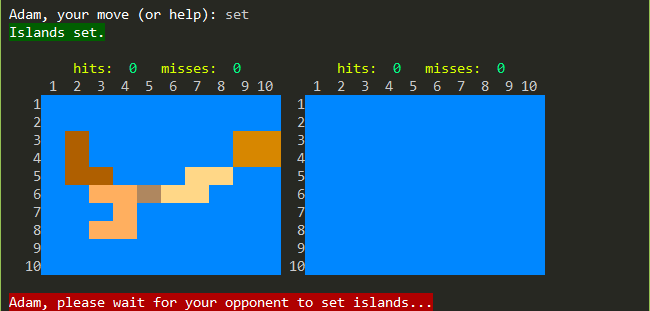 Adam, your move (or help): set
Islands set.
hits: 0 misses: 0 hits: 0 misses: 0
1 2 3 4 5 6 7 8 9 10 1 2 3 4 5 6 7 8 9 10
1 1
2 2
3 3
4 4
5 5
6 6
7 7
8 8
9 9
10 10
Adam, please wait for your opponent to set islands...